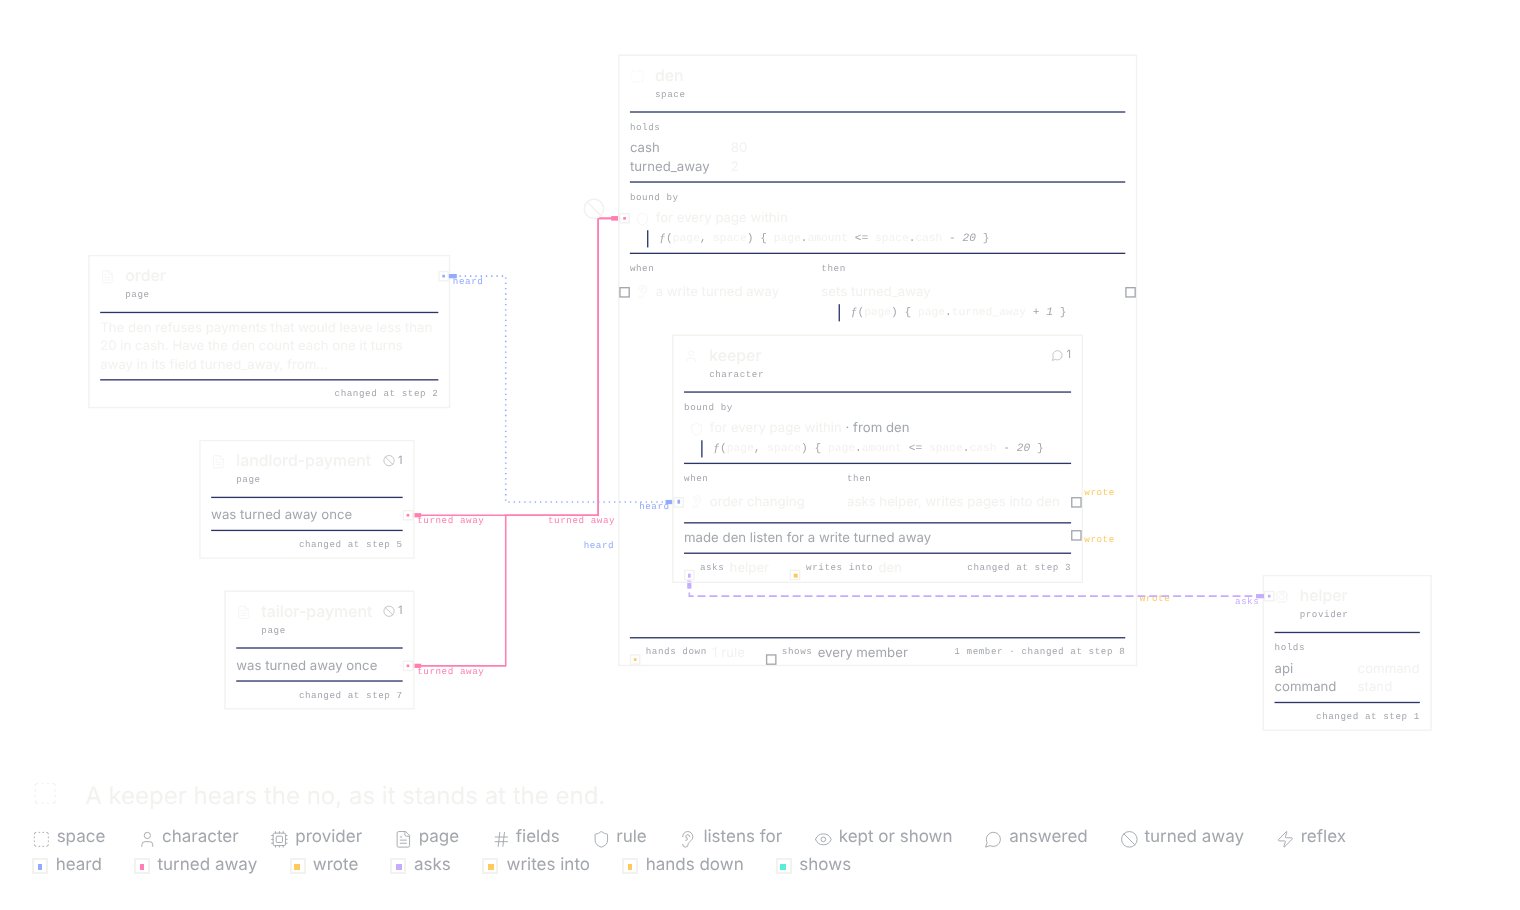 den
space
holds
cash 80
turned_away 2
bound by
for every page within
ƒ(page, space) { page.amount <= space.cash - 20 }
when then
a write turned away sets turned_away
ƒ(page) { page.turned_away + 1 }
order
page
heard
The den refuses payments that would leave less than
20 in cash. Have the den count each one it turns
away in its field turned_away, from...
changed at step 2
keeper 1
character
bound by
for every page within · from den
ƒ(page, space) { page.amount <= space.cash - 20 }
when then
order changing asks helper, writes pages into den
wrote
heard
made den listen for a write turned away
wrote
asks helper writes into den changed at step 3
landlord-payment 1
page
was turned away once
turned away turned away
changed at step 5
heard
tailor-payment 1
page
was turned away once
turned away
changed at step 7
wrote asks
hands down 1 rule shows every member 1 member · changed at step 8
helper
provider
holds
api command
command stand
changed at step 1
A keeper hears the no, as it stands at the end.
space character provider page fields rule listens for kept or shown answered turned away reflex
heard turned away wrote asks writes into hands down shows